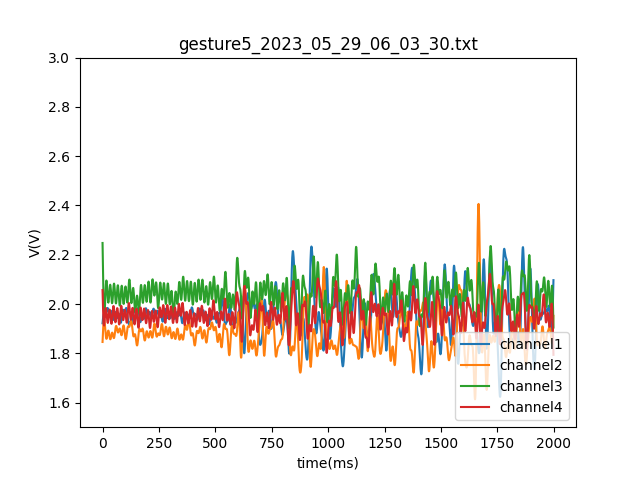 gesture5_2023_05_29_06_03_30.txt
3.0
2.8
2.6
2.4
2.2
2.0
1.8
1.6
V(V)
channel1
channel2
channel3
channel4
0 250 500 750 1000 1250 1500 1750 2000
time(ms)